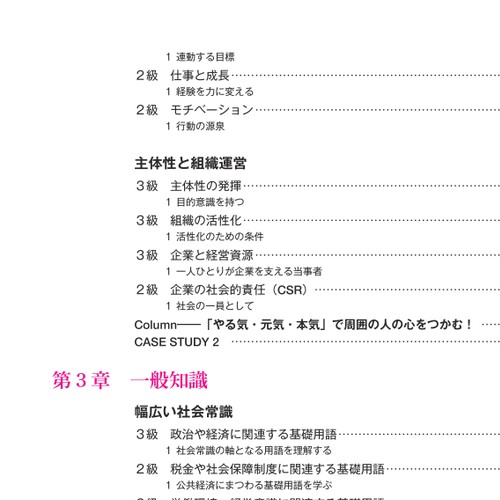 1 連動する目標
2級 仕事と成長
1 経験を力に変える
2級 モチベーション
1 行動の源泉
主体性と組織運営
3級 主体性の発揮
1 目的意識を持つ
3級 組織の活性化
1 活性化のための条件
3級 企業と経営資源
1 一人ひとりが企業を支える当事者
2級 企業の社会的責任（CSR）
1 社会の一員として
Column——「やる気・元気・本気」で周囲の人の心をつかむ！
CASE STUDY 2
第3章 一般知識
幅広い社会常識
3級 政治や経済に関連する基礎用語
1 社会常識の軸となる用語を理解する
2級 税金や社会保障制度に関連する基礎用語
1 公共経済にまつわる基礎用語を学ぶ